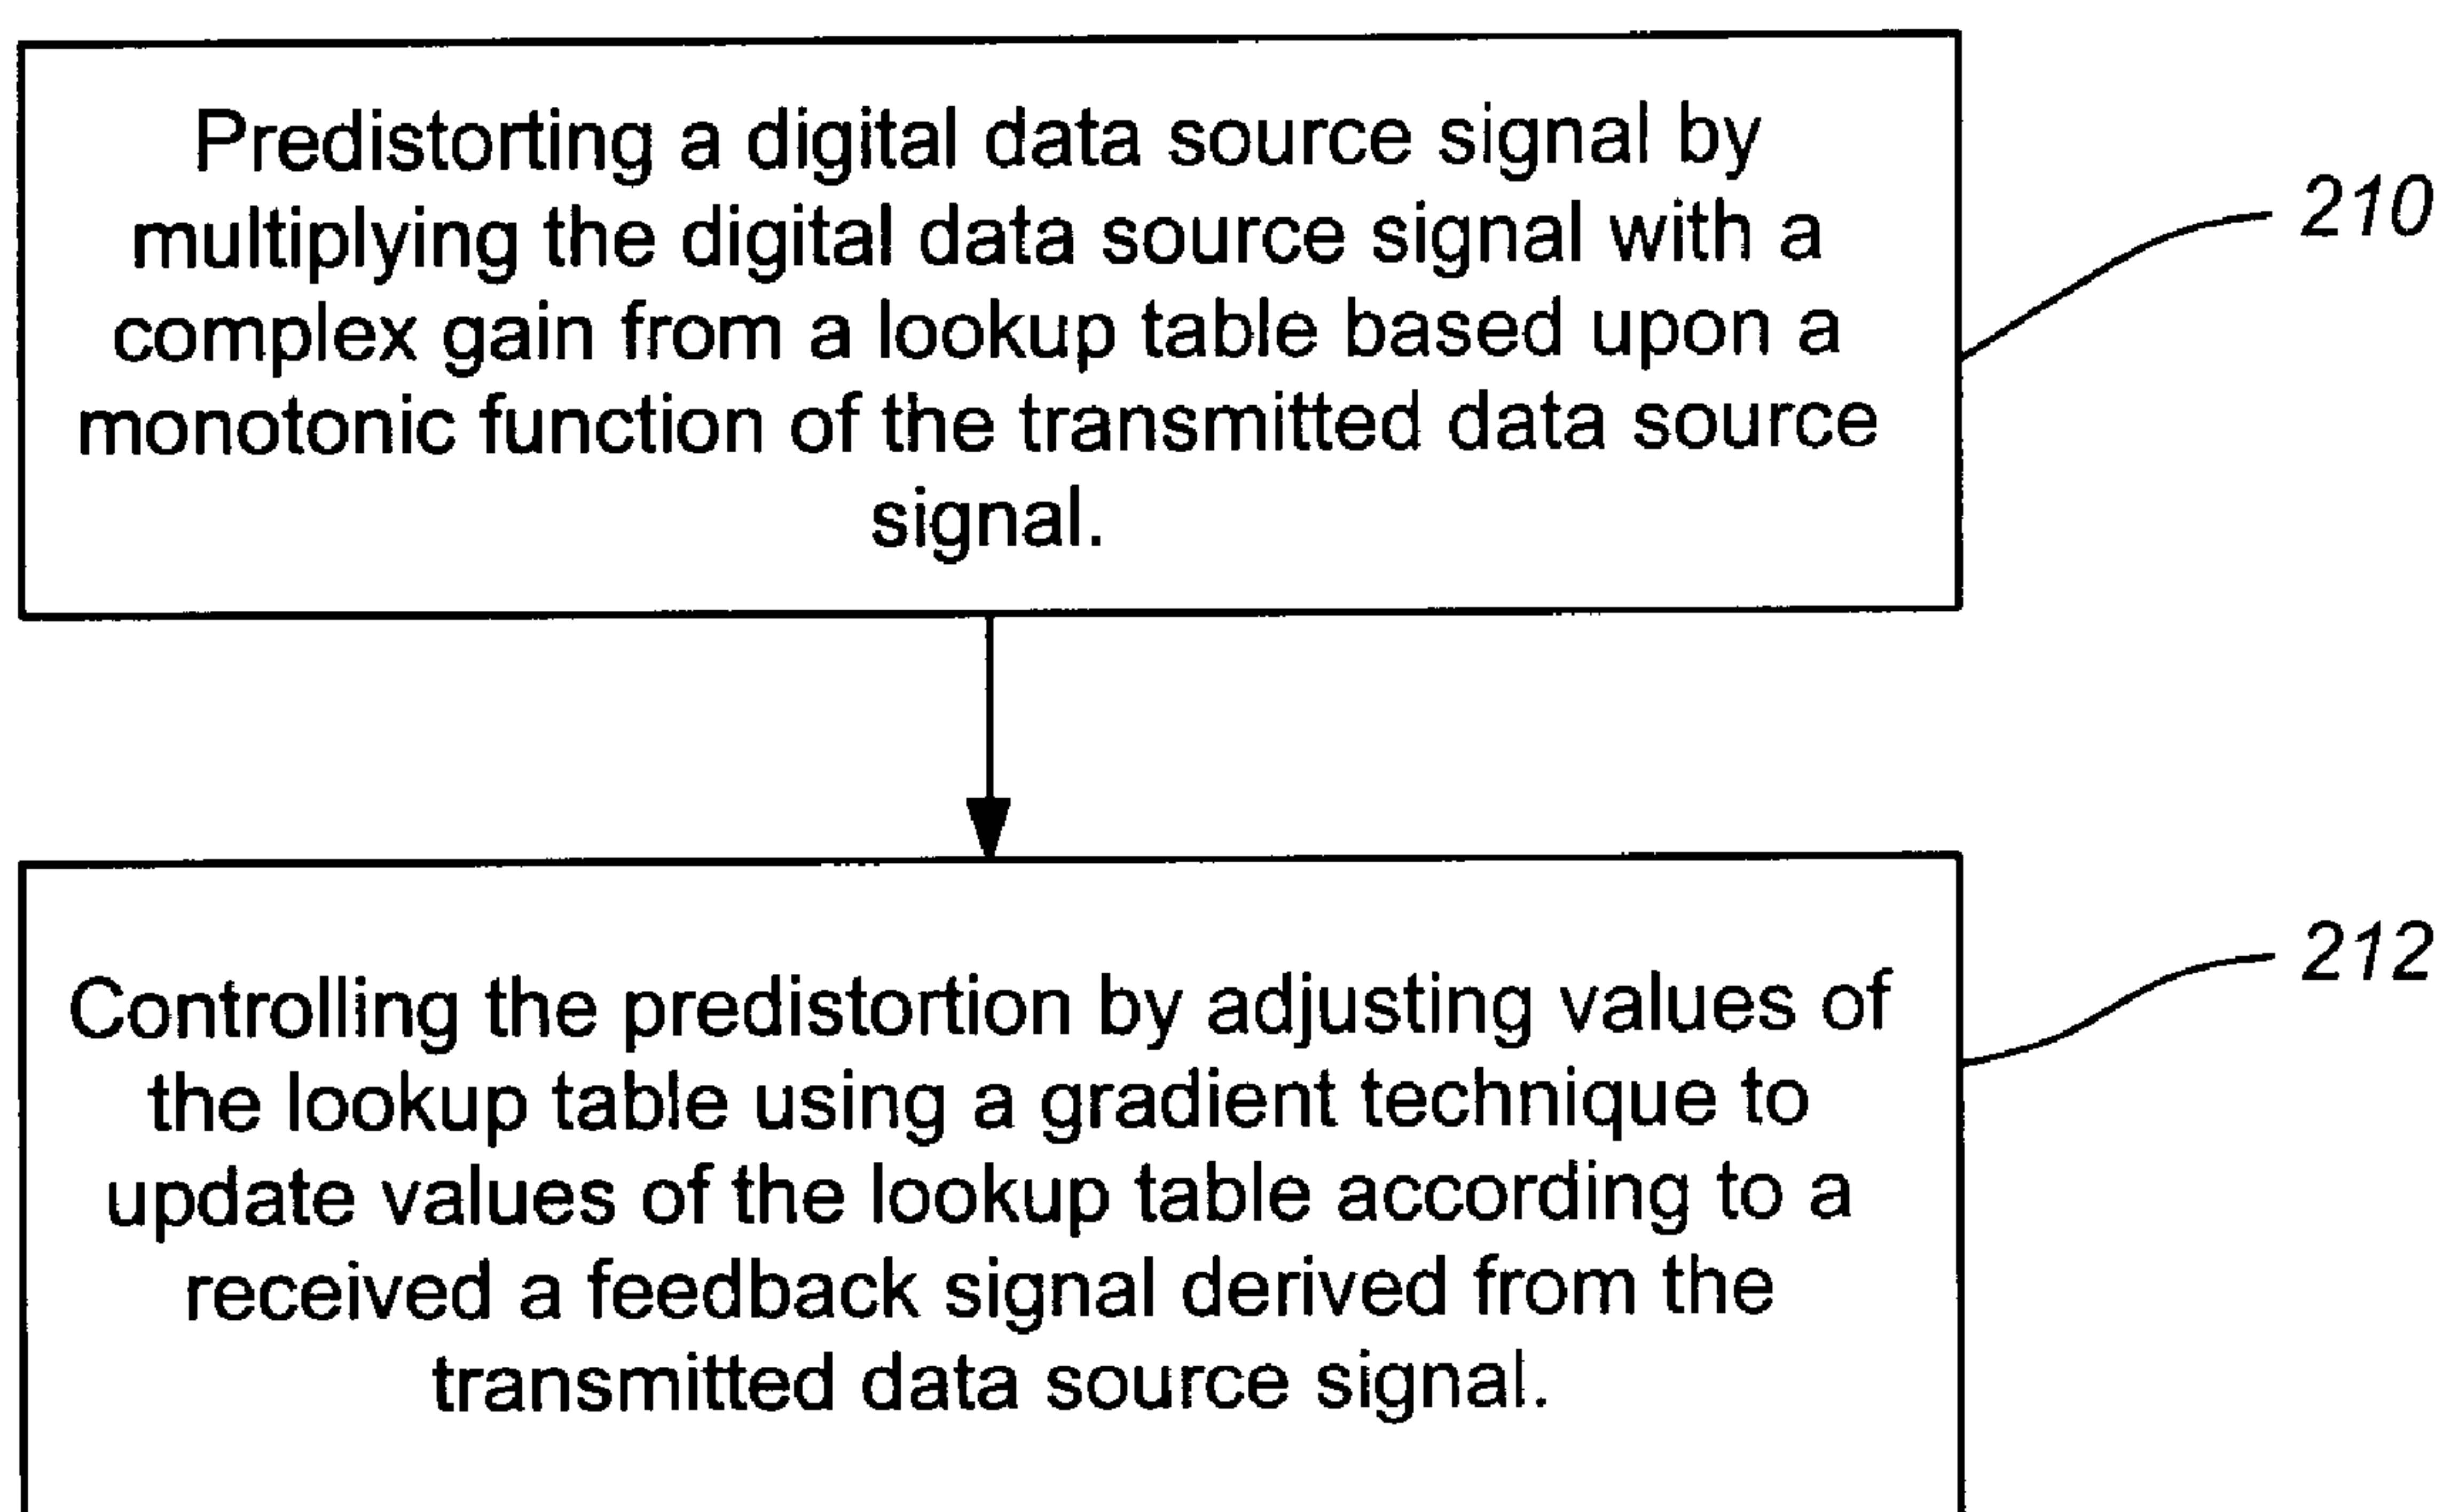 Predistorting a digital data source signal by
multiplying the digital data source signal with a
complex gain from a lookup table based upon a
monotonic function of the transmitted data source
signal.
210
Controlling the predistortion by adjusting values of
the lookup table using a gradient technique to
update values of the lookup table according to a
received a feedback signal derived from the
transmitted data source signal.
212